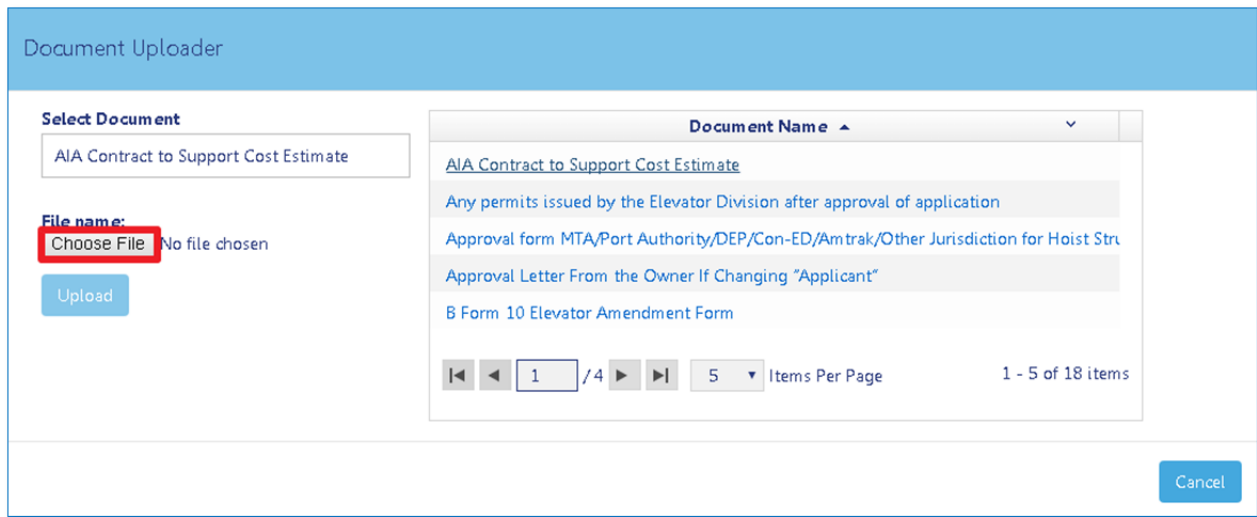 Document Uploader
Select Document
AIA Contract to Support Cost Estimate
File name:
Choose File No file chosen
Upload
Document Name
AIA Contract to Support Cost Estimate
Any permits issued by the Elevator Division after approval of application
Approval form MTA/Port Authority/DEP/Con-ED/Amtrak/Other Jurisdiction for Hoist Stru
Approval Letter From the Owner If Changing "Applicant"
B Form 10 Elevator Amendment Form
1 / 4 5 Items Per Page 1 - 5 of 18 items
Cancel